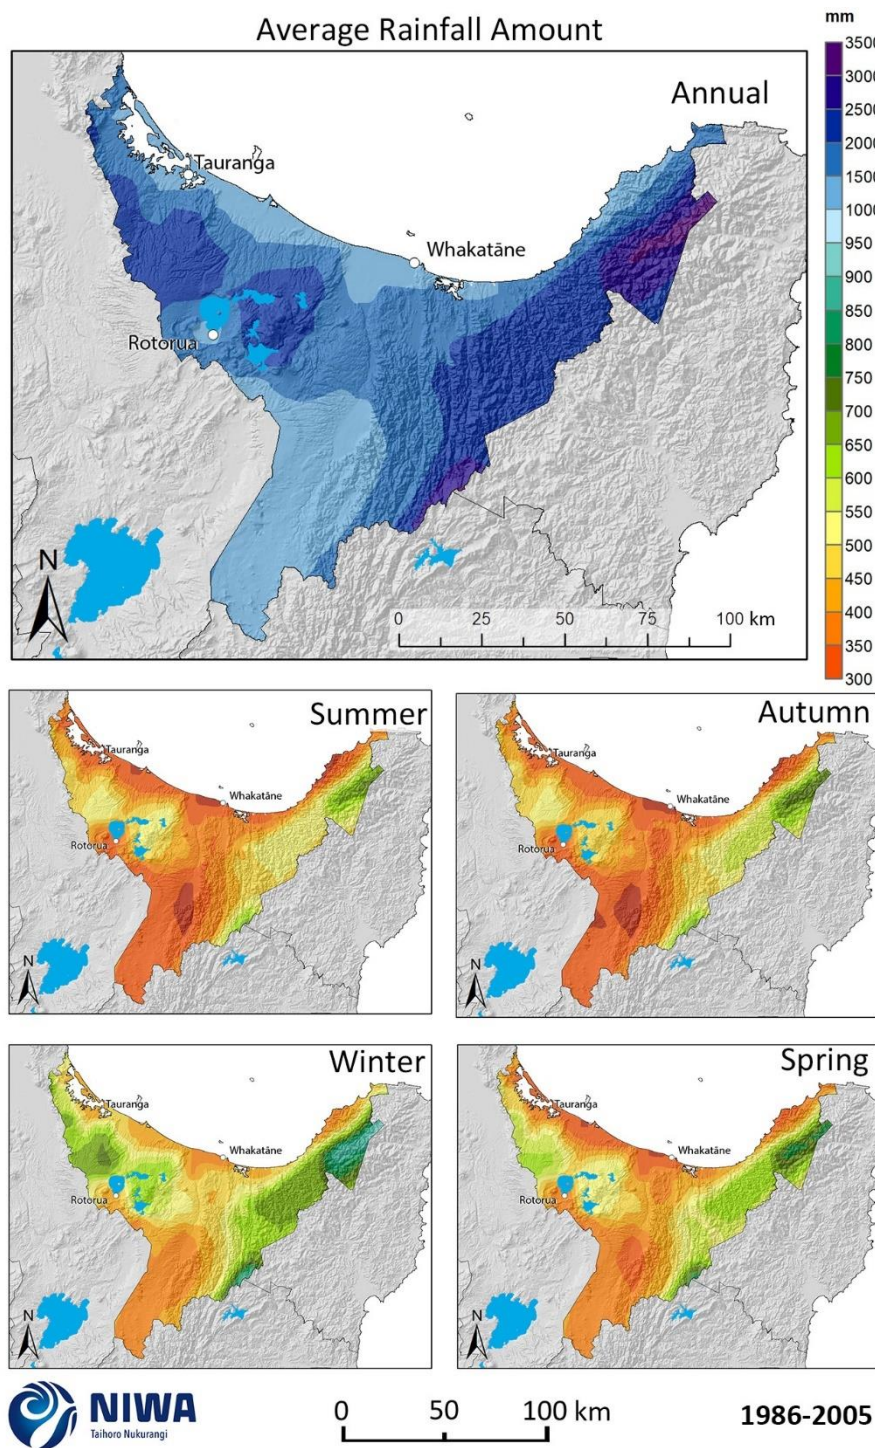 Average Rainfall Amount
mm
Annual
Tauranga
Whakatāne
Rotorua
N
0 25 50 75 100 km
3500
3000
2500
2000
1500
1000
950
900
850
800
750
700
650
600
550
500
450
400
350
300
Summer
Tauranga
Whakatāne
Rotorua
N
Autumn
Tauranga
Whakatāne
Rotorua
N
Winter
Tauranga
Whakatāne
Rotorua
N
Spring
Tauranga
Whakatāne
Rotorua
N
NIWA
Taihoro Nukurangi
0 50 100 km
1986-2005